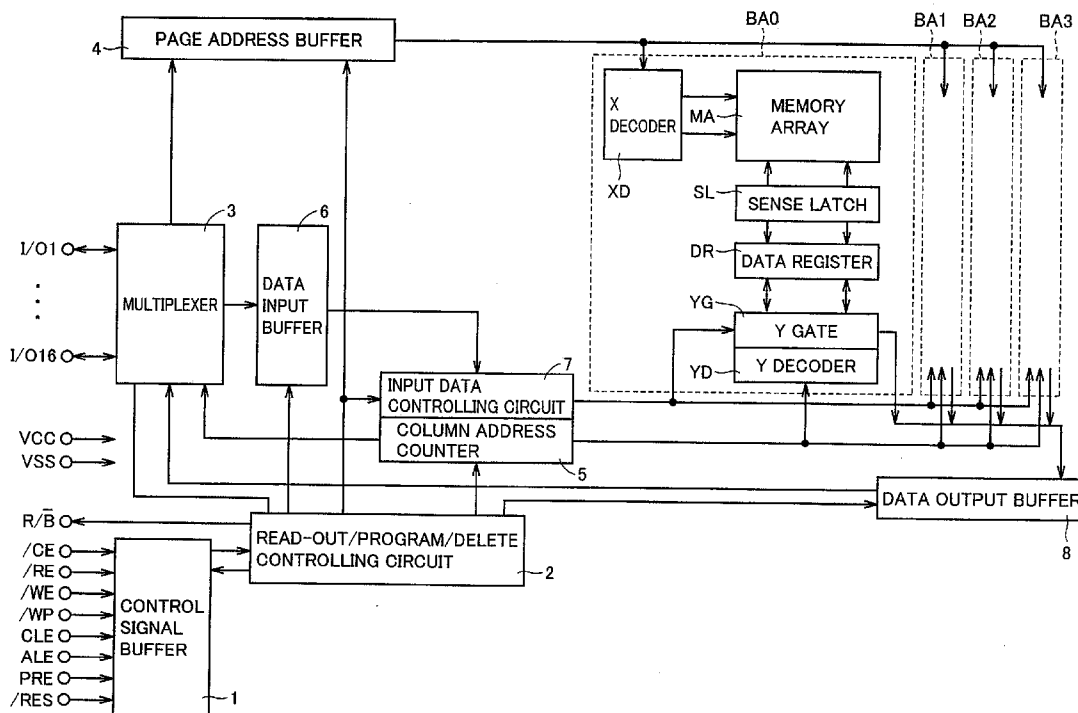 BA0
BA1
BA2
BA3
4
PAGE ADDRESS BUFFER
X
DECODER
XD
MA
MEMORY
ARRAY
SL
SENSE LATCH
DR
DATA REGISTER
YG
Y GATE
YD
Y DECODER
3
6
I/O1
I/O16
MULTIPLEXER
DATA
INPUT
BUFFER
7
INPUT DATA
CONTROLLING CIRCUIT
COLUMN ADDRESS
COUNTER
5
VCC
VSS
DATA OUTPUT BUFFER
8
R/B̅
READ-OUT/PROGRAM/DELETE
CONTROLLING CIRCUIT
2
/CE
/RE
/WE
/WP
CLE
ALE
PRE
/RES
CONTROL
SIGNAL
BUFFER
1